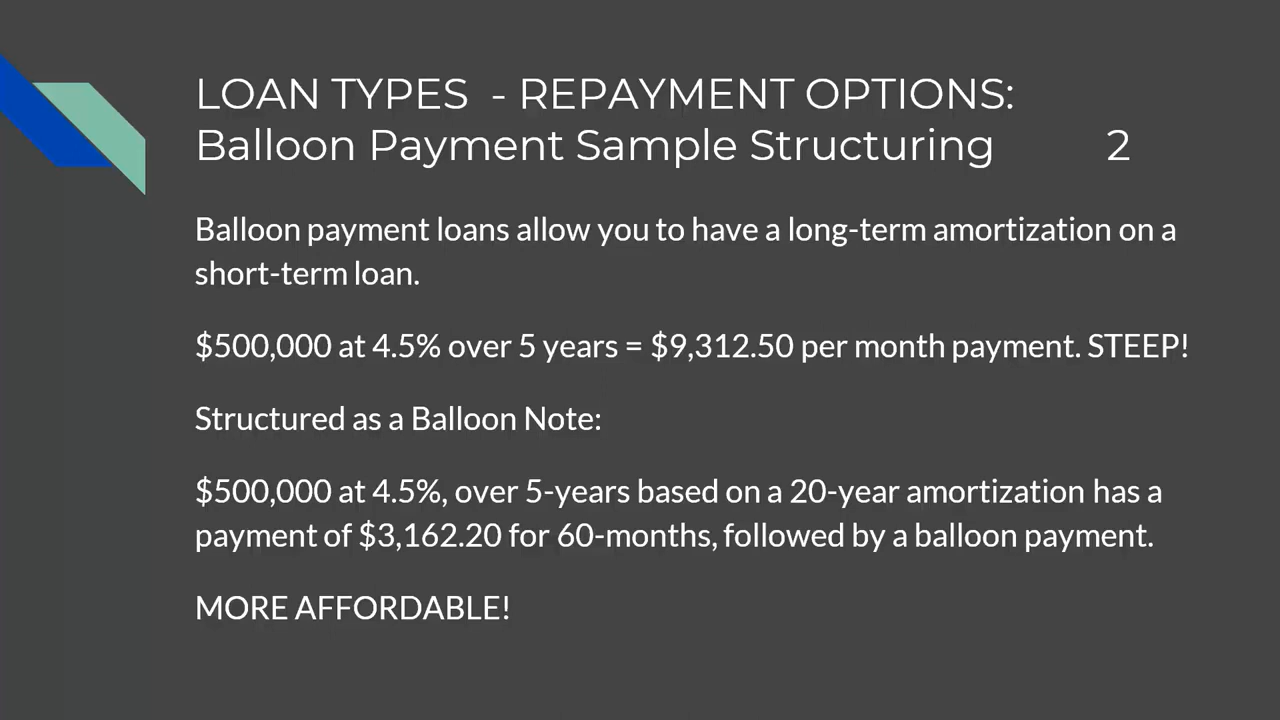 LOAN TYPES - REPAYMENT OPTIONS:
Balloon Payment Sample Structuring 2
Balloon payment loans allow you to have a long-term amortization on a
short-term loan.
$500,000 at 4.5% over 5 years = $9,312.50 per month payment. STEEP!
Structured as a Balloon Note:
$500,000 at 4.5%, over 5-years based on a 20-year amortization has a
payment of $3,162.20 for 60-months, followed by a balloon payment.
MORE AFFORDABLE!